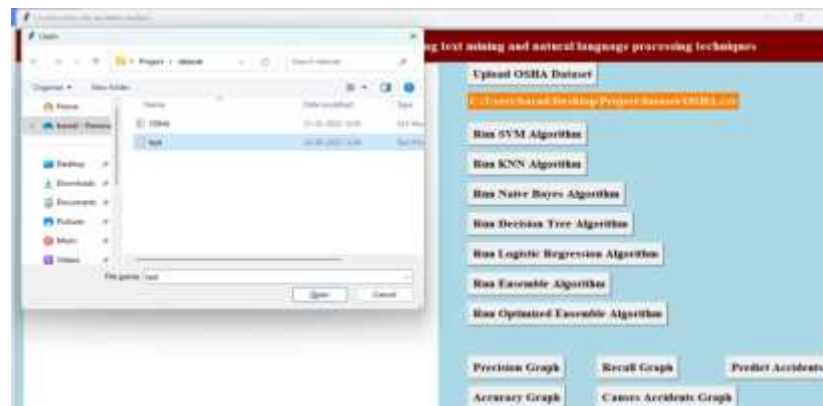 Open
ng text mining and natural language processing techniques
Project
dataset
Organize
New folder
Name
Date modified
Type
Home
OSHA
test
Desktop
Downloads
Documents
Pictures
Music
Videos
File name: test
Open
Cancel
Upload OSHA Dataset
Run SVM Algorithm
Run KNN Algorithm
Run Naive Bayes Algorithm
Run Decision Tree Algorithm
Run Logistic Regression Algorithm
Run Ensemble Algorithm
Run Optimized Ensemble Algorithm
Precision Graph
Recall Graph
Predict Accidents
Accuracy Graph
Causes Accidents Graph